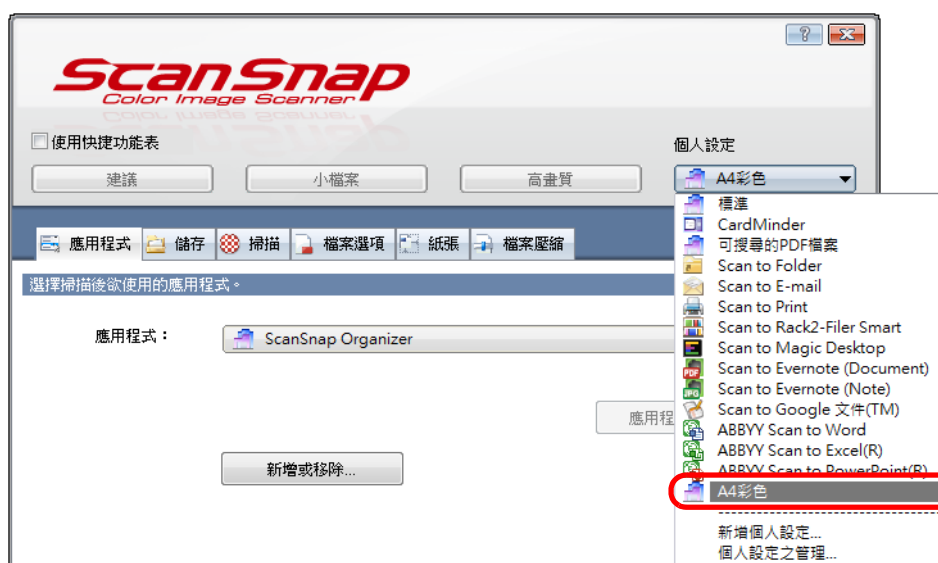 ScanSnap
Color Image Scanner
使用快捷功能表
個人設定
建議
小檔案
高畫質
A4彩色
標準
CardMinder
可搜尋的PDF檔案
Scan to Folder
Scan to E-mail
Scan to Print
Scan to Rack2-Filer Smart
Scan to Magic Desktop
Scan to Evernote (Document)
Scan to Evernote (Note)
Scan to Google 文件(TM)
ABBYY Scan to Word
ABBYY Scan to Excel(R)
ABBYY Scan to PowerPoint(R)
A4彩色
新增個人設定...
個人設定之管理...
應用程式
儲存
掃描
檔案選項
紙張
檔案壓縮
選擇掃描後欲使用的應用程式。
應用程式：
ScanSnap Organizer
應用程
新增或移除...